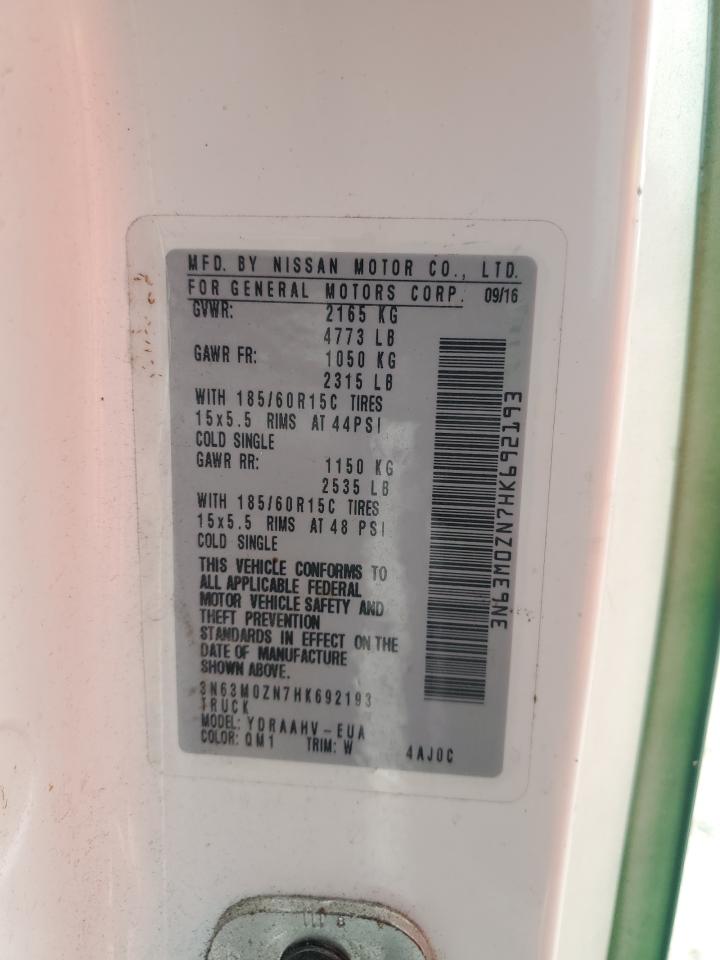 MFD. BY NISSAN MOTOR CO., LTD.
FOR GENERAL MOTORS CORP. 09/16
GVWR: 2165 KG
4773 LB
GAWR FR: 1050 KG
2315 LB
WITH 185/60R15C TIRES
15x5.5 RIMS AT 44PSI
COLD SINGLE
GAWR RR: 1150 KG
2535 LB
WITH 185/60R15C TIRES
15x5.5 RIMS AT 48 PSI
COLD SINGLE
THIS VEHICLE CONFORMS TO
ALL APPLICABLE FEDERAL
MOTOR VEHICLE SAFETY AND
THEFT PREVENTION
STANDARDS IN EFFECT ON THE
DATE OF MANUFACTURE
SHOWN ABOVE.
3N63M0ZN7HK692193
TRUCK
MODEL: YDRAAHV-EUA
COLOR: QM1 TRIM: W 4AJ0C
3N63M0ZN7HK692193